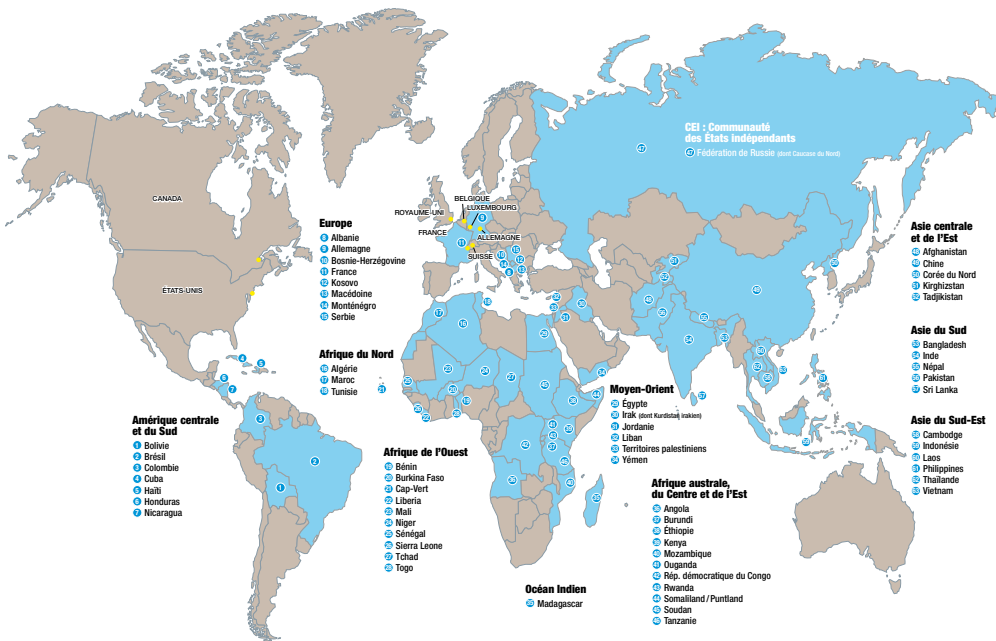 CEI : Communauté
des États indépendants
47 Fédération de Russie (dont Caucase du Nord)
CANADA
ÉTATS-UNIS
ROYAUME-UNI
BELGIQUE
LUXEMBOURG
FRANCE
ALLEMAGNE
SUISSE
Europe
8 Albanie
9 Allemagne
10 Bosnie-Herzégovine
11 France
12 Kosovo
13 Macédoine
14 Monténégro
15 Serbie
Afrique du Nord
16 Algérie
17 Maroc
18 Tunisie
Amérique centrale
et du Sud
1 Bolivie
2 Brésil
3 Colombie
4 Cuba
5 Haïti
6 Honduras
7 Nicaragua
Afrique de l'Ouest
19 Bénin
20 Burkina Faso
21 Cap-Vert
22 Liberia
23 Mali
24 Niger
25 Sénégal
26 Sierra Leone
27 Tchad
28 Togo
Moyen-Orient
29 Égypte
30 Irak (dont Kurdistan irakien)
31 Jordanie
32 Liban
33 Territoires palestiniens
34 Yémen
Océan Indien
35 Madagascar
Afrique australe,
du Centre et de l'Est
36 Angola
37 Burundi
38 Éthiopie
39 Kenya
40 Mozambique
41 Ouganda
42 Rép. démocratique du Congo
43 Rwanda
44 Somaliland / Puntland
45 Soudan
46 Tanzanie
Asie centrale
et de l'Est
48 Afghanistan
49 Chine
50 Corée du Nord
51 Kirghizstan
52 Tadjikistan
Asie du Sud
53 Bangladesh
54 Inde
55 Népal
56 Pakistan
57 Sri Lanka
Asie du Sud-Est
58 Cambodge
59 Indonésie
60 Laos
61 Philippines
62 Thaïlande
63 Vietnam